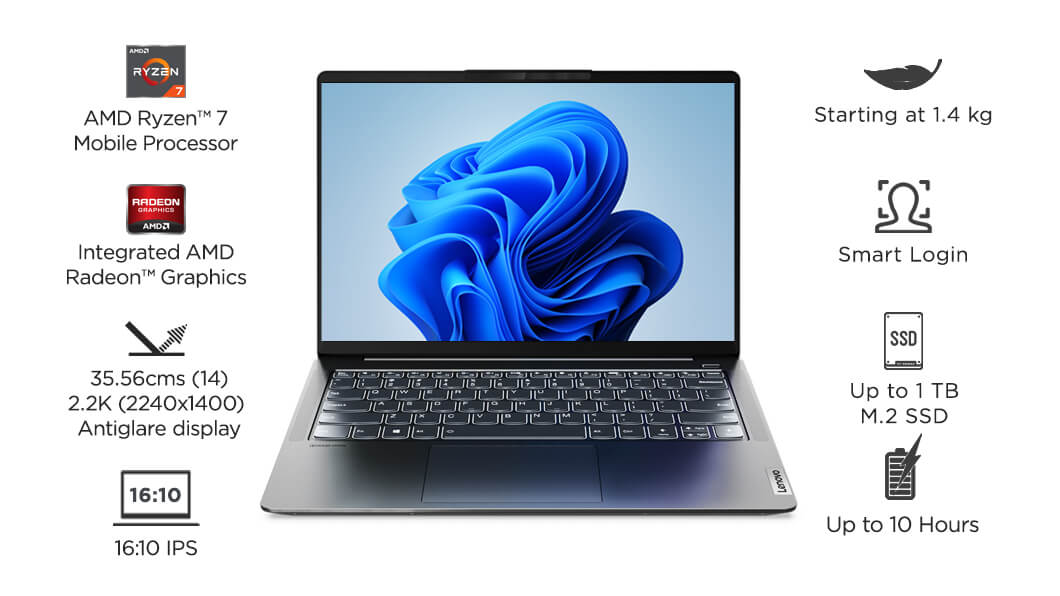 AMD
RYZEN
7
AMD Ryzen™ 7
Mobile Processor
RADEON
GRAPHICS
AMD
Integrated AMD
Radeon™ Graphics
35.56cms (14)
2.2K (2240x1400)
Antiglare display
16:10
16:10 IPS
Lenovo
Starting at 1.4 kg
Smart Login
SSD
Up to 1 TB
M.2 SSD
Up to 10 Hours